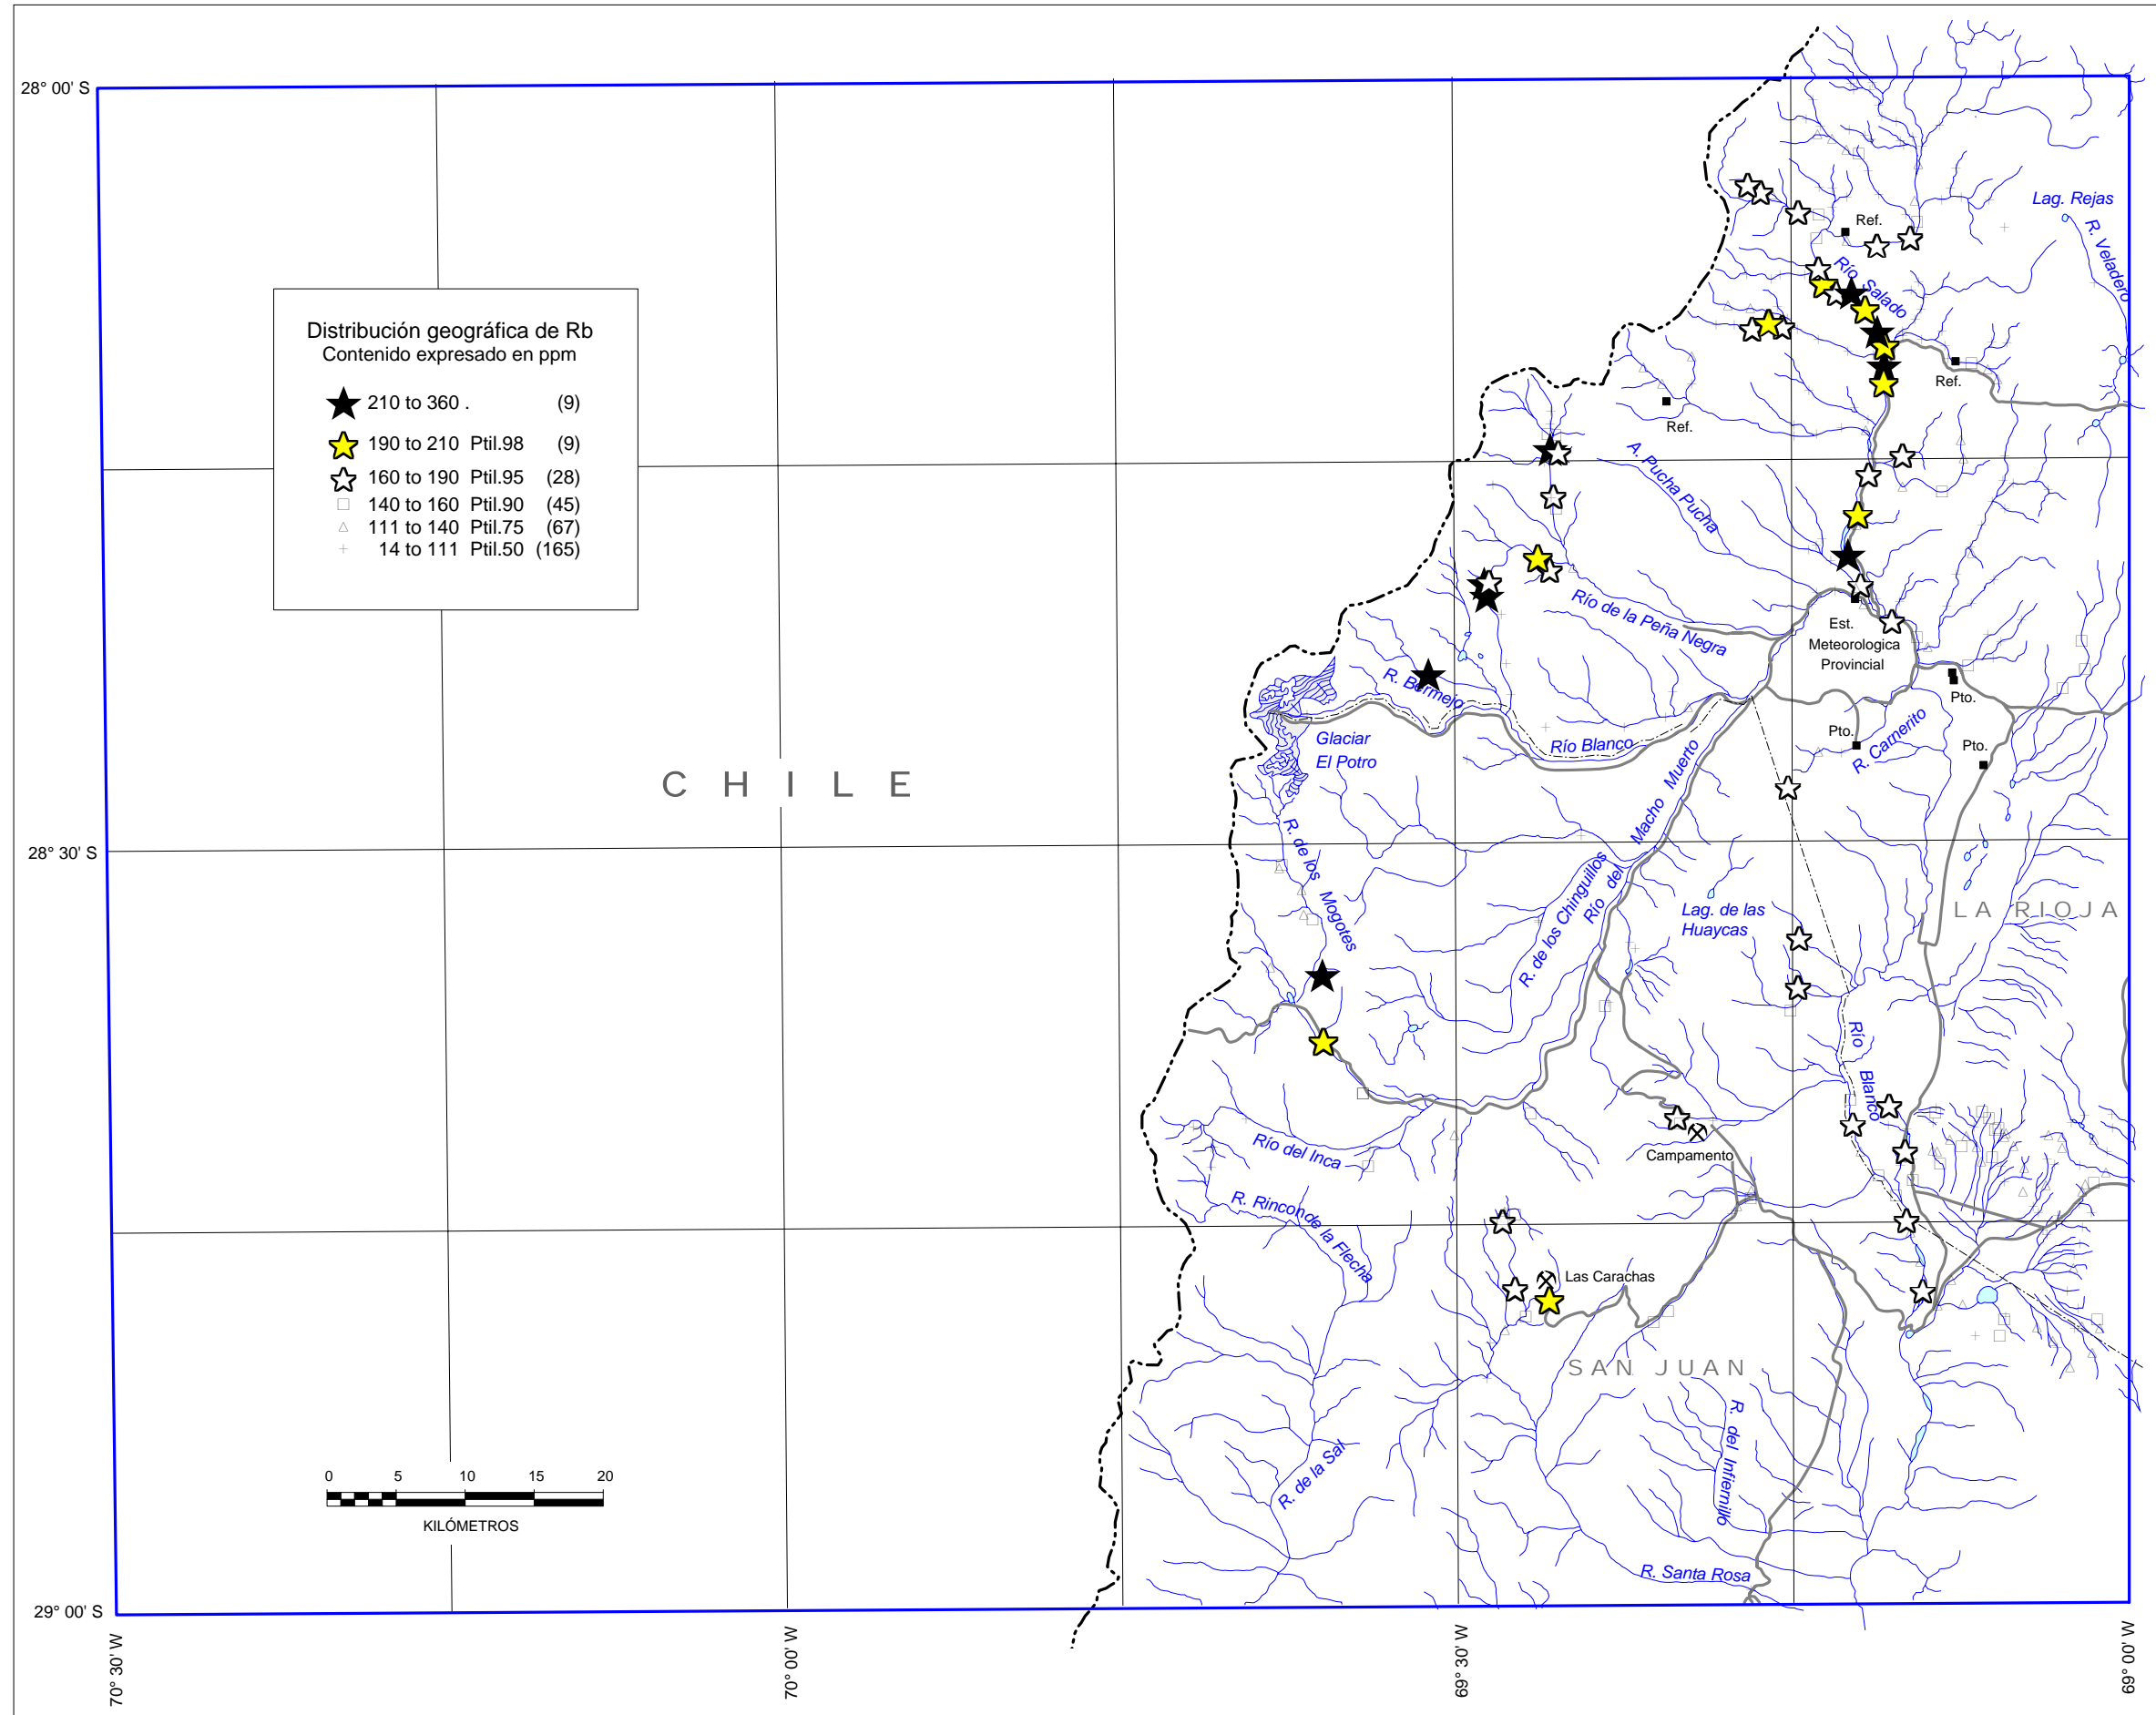 28° 00' S
Lag. Rejas
R. Veladero
Ref.
Río Salado
Distribución geográfica de Rb
Contenido expresado en ppm
210 to 360 . (9)
190 to 210 Ptil.98 (9)
160 to 190 Ptil.95 (28)
140 to 160 Ptil.90 (45)
111 to 140 Ptil.75 (67)
14 to 111 Ptil.50 (165)
Ref.
Ref.
A. Pucha Pucha
Río de la Peña Negra
Est.
Meteorologica
Provincial
R. Bermejo
Pto.
Pto.
R. Carnerito
Pto.
Glaciar
El Potro
Río Blanco
CHILE
Río del Macho Muerto
R. de los Mogotes
28° 30' S
R. de los Chinguillos
Lag. de las
Huaycas
LA RIOJA
Río Blanco
Río del Inca
Campamento
R. Rincon de la Flecha
Las Carachas
SAN JUAN
R. del Infiernillo
R. de la Sal
0 5 10 15 20
KILÓMETROS
R. Santa Rosa
29° 00' S
70° 30' W
70° 00' W
69° 30' W
69° 00' W